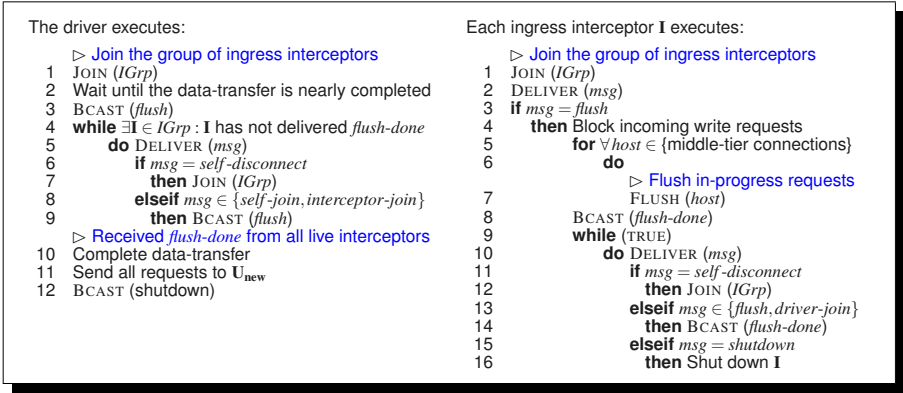 The driver executes:
▷ Join the group of ingress interceptors
1 JOIN (IGrp)
2 Wait until the data-transfer is nearly completed
3 BCAST (flush)
4 while ∃I ∈ IGrp : I has not delivered flush-done
5 do DELIVER (msg)
6 if msg = self-disconnect
7 then JOIN (IGrp)
8 elseif msg ∈ {self-join, interceptor-join}
9 then BCAST (flush)
▷ Received flush-done from all live interceptors
10 Complete data-transfer
11 Send all requests to Unew
12 BCAST (shutdown)
Each ingress interceptor I executes:
▷ Join the group of ingress interceptors
1 JOIN (IGrp)
2 DELIVER (msg)
3 if msg = flush
4 then Block incoming write requests
5 for ∀host ∈ {middle-tier connections}
6 do
▷ Flush in-progress requests
7 FLUSH (host)
8 BCAST (flush-done)
9 while (TRUE)
10 do DELIVER (msg)
11 if msg = self-disconnect
12 then JOIN (IGrp)
13 elseif msg ∈ {flush, driver-join}
14 then BCAST (flush-done)
15 elseif msg = shutdown
16 then Shut down I